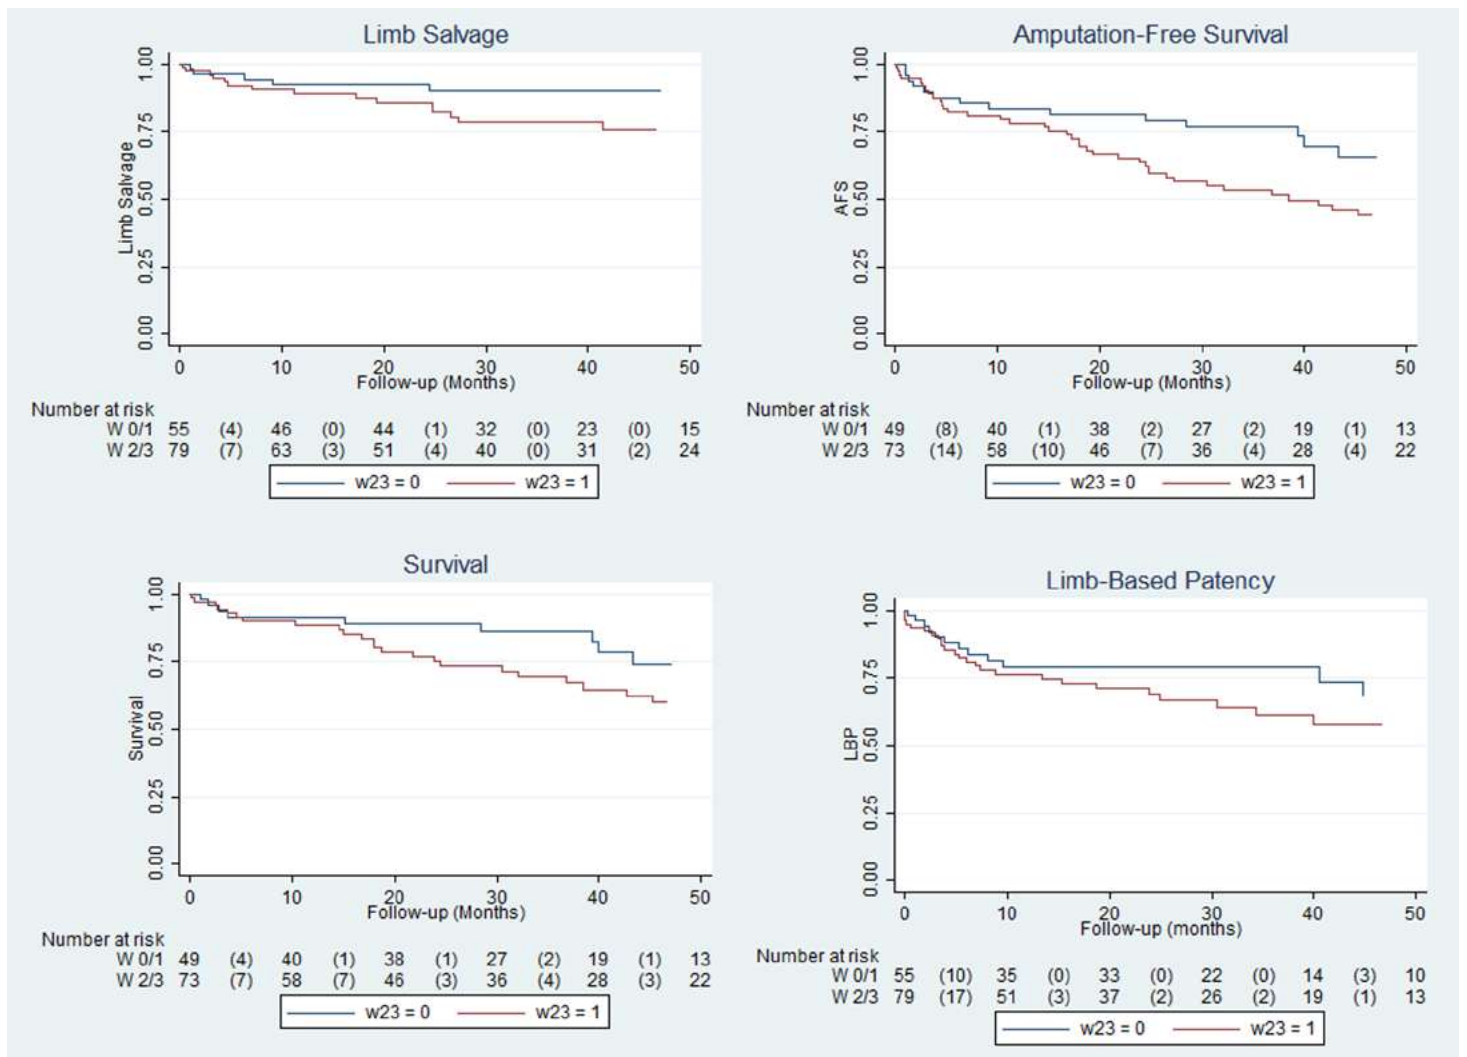 Limb Salvage
Limb Salvage
1.00
0.75
0.50
0.25
0.00
0 10 20 30 40 50
Follow-up (Months)
Number at risk
W 0/1 55 (4) 46 (0) 44 (1) 32 (0) 23 (0) 15
W 2/3 79 (7) 63 (3) 51 (4) 40 (0) 31 (2) 24
w23 = 0 w23 = 1
Amputation-Free Survival
AFS
1.00
0.75
0.50
0.25
0.00
0 10 20 30 40 50
Follow-up (Months)
Number at risk
W 0/1 49 (8) 40 (1) 38 (2) 27 (2) 19 (1) 13
W 2/3 73 (14) 58 (10) 46 (7) 36 (4) 28 (4) 22
w23 = 0 w23 = 1
Survival
Survival
1.00
0.75
0.50
0.25
0.00
0 10 20 30 40 50
Follow-up (Months)
Number at risk
W 0/1 49 (4) 40 (1) 38 (1) 27 (2) 19 (1) 13
W 2/3 73 (7) 58 (7) 46 (3) 36 (4) 28 (3) 22
w23 = 0 w23 = 1
Limb-Based Patency
LBP
1.00
0.75
0.50
0.25
0.00
0 10 20 30 40 50
Follow-up (months)
Number at risk
W 0/1 55 (10) 35 (0) 33 (0) 22 (0) 14 (3) 10
W 2/3 79 (17) 51 (3) 37 (2) 26 (2) 19 (1) 13
w23 = 0 w23 = 1